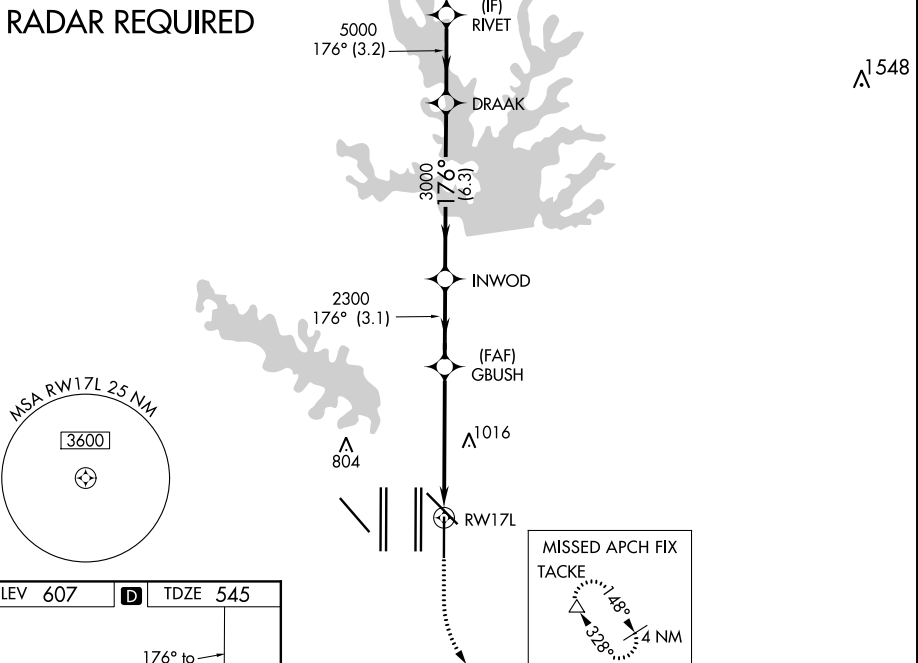 RADAR REQUIRED
(IF)
RIVET
5000
176° (3.2)
1548
DRAAK
3000
176°
(6.3)
INWOD
2300
176° (3.1)
(FAF)
GBUSH
MSA RW17L 25 NM
3600
1016
804
RW17L
MISSED APCH FIX
TACKE
148°
328°
4 NM
LEV 607
D
TDZE 545
176° to